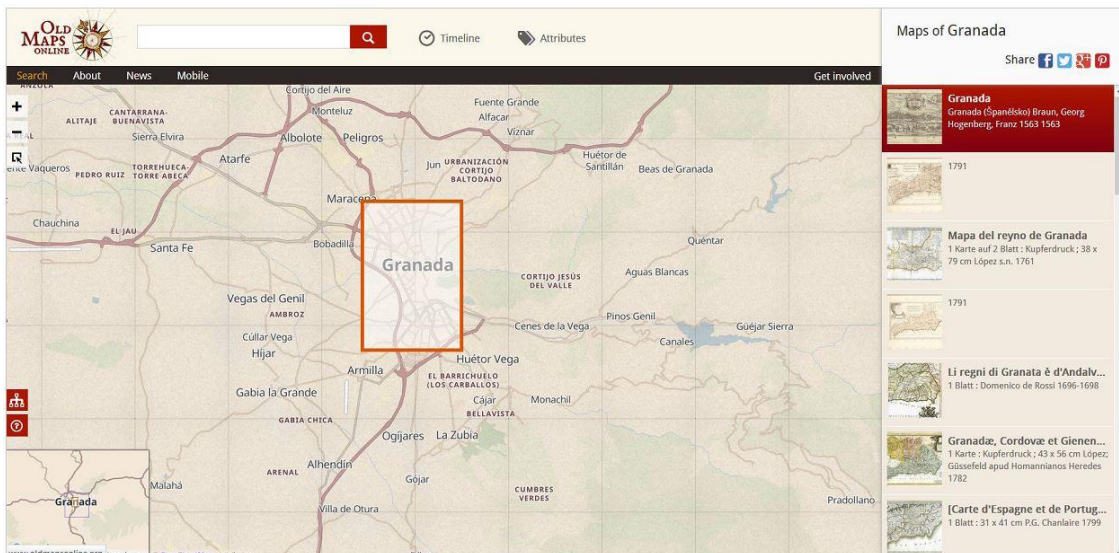 OLD
MAPS
ONLINE
Timeline
Attributes
Search
About
News
Mobile
Get involved
Maps of Granada
Share
Cortijo del Aire
Monteluz
Fuente Grande
Alfacar
Víznar
ALITAJE
CANTARRANA-
BUENAVISTA
Sierra Elvira
Albolote
Peligros
Atarfe
Jun
URBANIZACIÓN
CORTIJO
BALTODANO
Huétor de
Santillán
Beas de Granada
Vaqueros
PEDRO RUIZ
TORREHUECA-
TORRE ABECA
Maracena
Chauchina
EL JAU
Santa Fe
Bobadilla
Granada
Quéntar
CORTIJO JESÚS
DEL VALLE
Aguas Blancas
Vegas del Genil
AMBROZ
Cúllar Vega
Híjar
Cenes de la Vega
Pinos Genil
Canales
Güéjar Sierra
Huétor Vega
Armilla
EL BARRICHUELO
(LOS CARBALLOS)
Gabia la Grande
Cájar
Monachil
BELLAVISTA
GABIA CHICA
Ogíjares
La Zubia
Alhendín
ARENAL
Gójar
Malahá
CUMBRES
VERDES
Pradollano
Villa de Otura
Granada
Granada
Granada (Španělsko) Braun, Georg
Hogenberg, Franz 1563 1563
1791
Mapa del reyno de Granada
1 Karte auf 2 Blatt : Kupferdruck ; 38 x
79 cm López s.n. 1761
1791
Li regni di Granata è d'Andalv...
1 Blatt : Domenico de Rossi 1696-1698
Granadæ, Cordovæ et Gienen...
1 Karte : Kupferdruck ; 43 x 56 cm López;
Güssefeld apud Homannianos Heredes
1782
[Carte d'Espagne et de Portug...
1 Blatt : 31 x 41 cm P.G. Chanlaire 1799